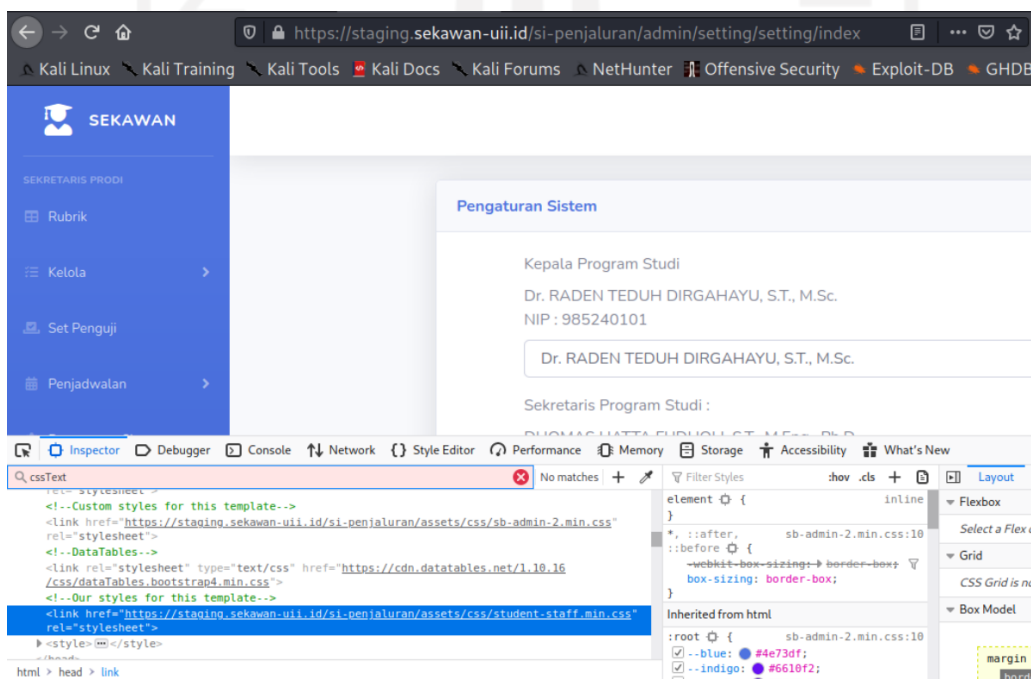 https://staging.sekawan-uii.id/si-penjaluran/admin/setting/setting/index
Kali Linux Kali Training Kali Tools Kali Docs Kali Forums NetHunter Offensive Security Exploit-DB GHDB
SEKAWAN
SEKRETARIS PRODI
Rubrik
Kelola
Set Penguji
Penjadwalan
Pengaturan Sistem
Kepala Program Studi
Dr. RADEN TEDUH DIRGAHAYU, S.T., M.Sc.
NIP : 985240101
Dr. RADEN TEDUH DIRGAHAYU, S.T., M.Sc.
Sekretaris Program Studi :
Inspector Debugger Console Network Style Editor Performance Memory Storage Accessibility What's New
cssText No matches
rel="stylesheet">
<!--Custom styles for this template-->
<link href="https://staging.sekawan-uii.id/si-penjaluran/assets/css/sb-admin-2.min.css"
rel="stylesheet">
<!--DataTables-->
<link rel="stylesheet" type="text/css" href="https://cdn.datatables.net/1.10.16
/css/dataTables.bootstrap4.min.css">
<!--Our styles for this template-->
<link href="https://staging.sekawan-uii.id/si-penjaluran/assets/css/student-staff.min.css"
rel="stylesheet">
<style></style>
html > head > link
Filter Styles :hov .cls +
element { inline
}
*, ::after, sb-admin-2.min.css:10
::before {
-webkit-box-sizing: border-box;
box-sizing: border-box;
}
Inherited from html
:root { sb-admin-2.min.css:10
--blue: #4e73df;
--indigo: #6610f2;
Layout
Flexbox
Select a Flex
Grid
CSS Grid is no
Box Model
margin